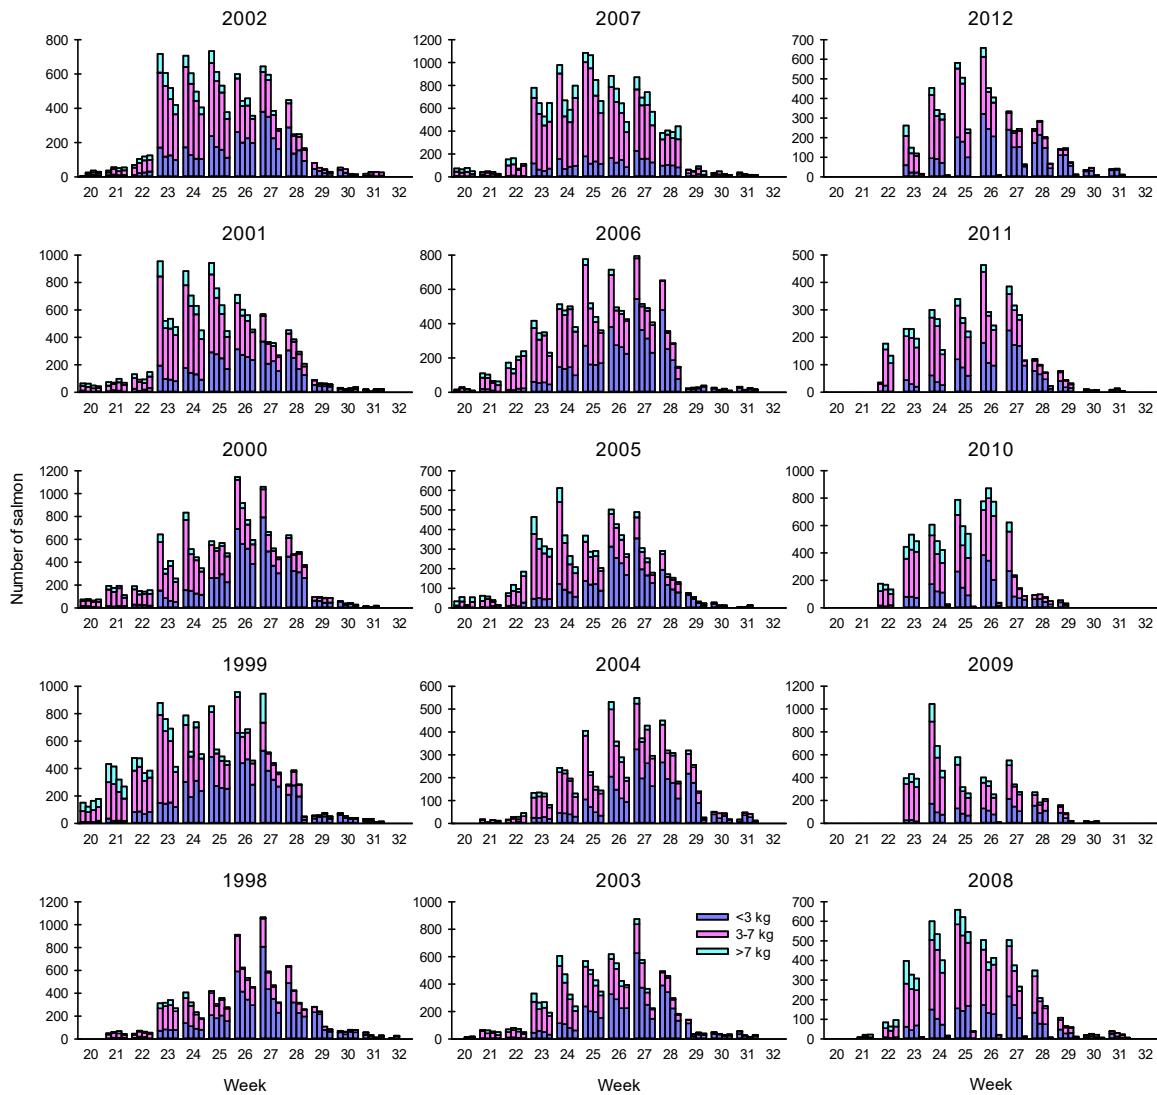 2002 2007 2012
800 1200 700
600 1000 600
400 800 500
200 600 400
0 400 300
200 200
0 100
0
20 21 22 23 24 25 26 27 28 29 30 31 32 20 21 22 23 24 25 26 27 28 29 30 31 32 20 21 22 23 24 25 26 27 28 29 30 31 32
2001 2006 2011
1000 800 500
800 600 400
600 400 300
400 200 200
200 0 100
0 0
20 21 22 23 24 25 26 27 28 29 30 31 32 20 21 22 23 24 25 26 27 28 29 30 31 32 20 21 22 23 24 25 26 27 28 29 30 31 32
Number of salmon
2000 2005 2010
1200 700 1000
1000 600 800
800 500 600
600 400 400
400 300 200
200 200 0
0 100
0
20 21 22 23 24 25 26 27 28 29 30 31 32 20 21 22 23 24 25 26 27 28 29 30 31 32 20 21 22 23 24 25 26 27 28 29 30 31 32
1999 2004 2009
1000 600 1200
800 500 1000
600 400 800
400 300 600
200 200 400
0 100 200
0 0
20 21 22 23 24 25 26 27 28 29 30 31 32 20 21 22 23 24 25 26 27 28 29 30 31 32 20 21 22 23 24 25 26 27 28 29 30 31 32
1998 2003 2008
1200 1000 700
1000 800 600
800 600 500
600 400 400
400 200 300
200 0 200
0 100
0
<3 kg
3-7 kg
>7 kg
20 21 22 23 24 25 26 27 28 29 30 31 32 20 21 22 23 24 25 26 27 28 29 30 31 32 20 21 22 23 24 25 26 27 28 29 30 31 32
Week Week Week